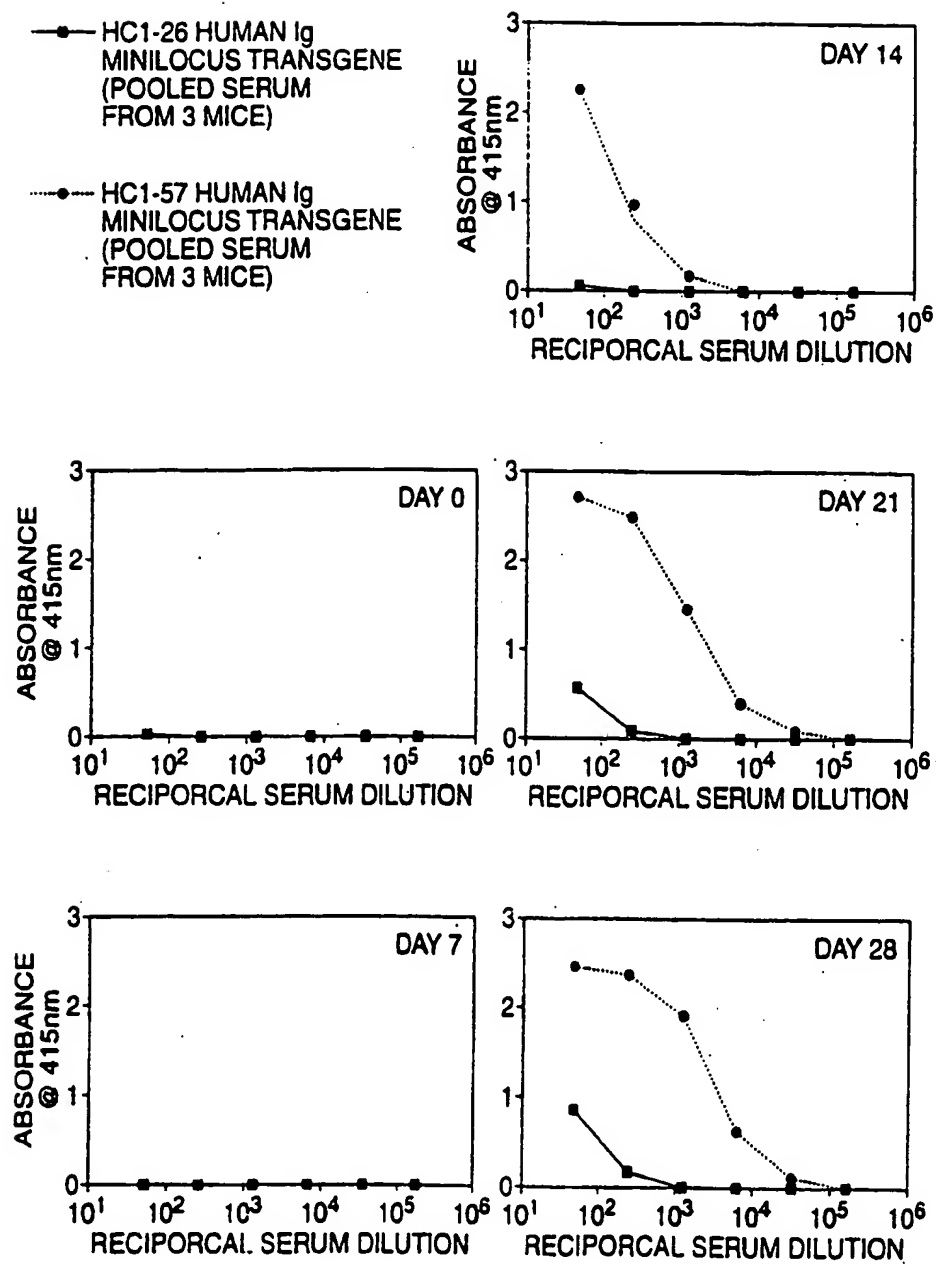 HC1-26 HUMAN Ig
MINILOCUS TRANSGENE
(POOLED SERUM
FROM 3 MICE)
HC1-57 HUMAN Ig
MINILOCUS TRANSGENE
(POOLED SERUM
FROM 3 MICE)
DAY 14
ABSORBANCE
@ 415nm
3
2
1
0
10¹ 10² 10³ 10⁴ 10⁵ 10⁶
RECIPORCAL SERUM DILUTION
DAY 0
ABSORBANCE
@ 415nm
3
2
1
0
10¹ 10² 10³ 10⁴ 10⁵ 10⁶
RECIPORCAL SERUM DILUTION
DAY 21
3
2
1
0
10¹ 10² 10³ 10⁴ 10⁵ 10⁶
RECIPORCAL SERUM DILUTION
DAY 7
ABSORBANCE
@ 415nm
3
2
1
0
10¹ 10² 10³ 10⁴ 10⁵ 10⁶
RECIPORCAL SERUM DILUTION
DAY 28
3
2
1
0
10¹ 10² 10³ 10⁴ 10⁵ 10⁶
RECIPORCAL SERUM DILUTION